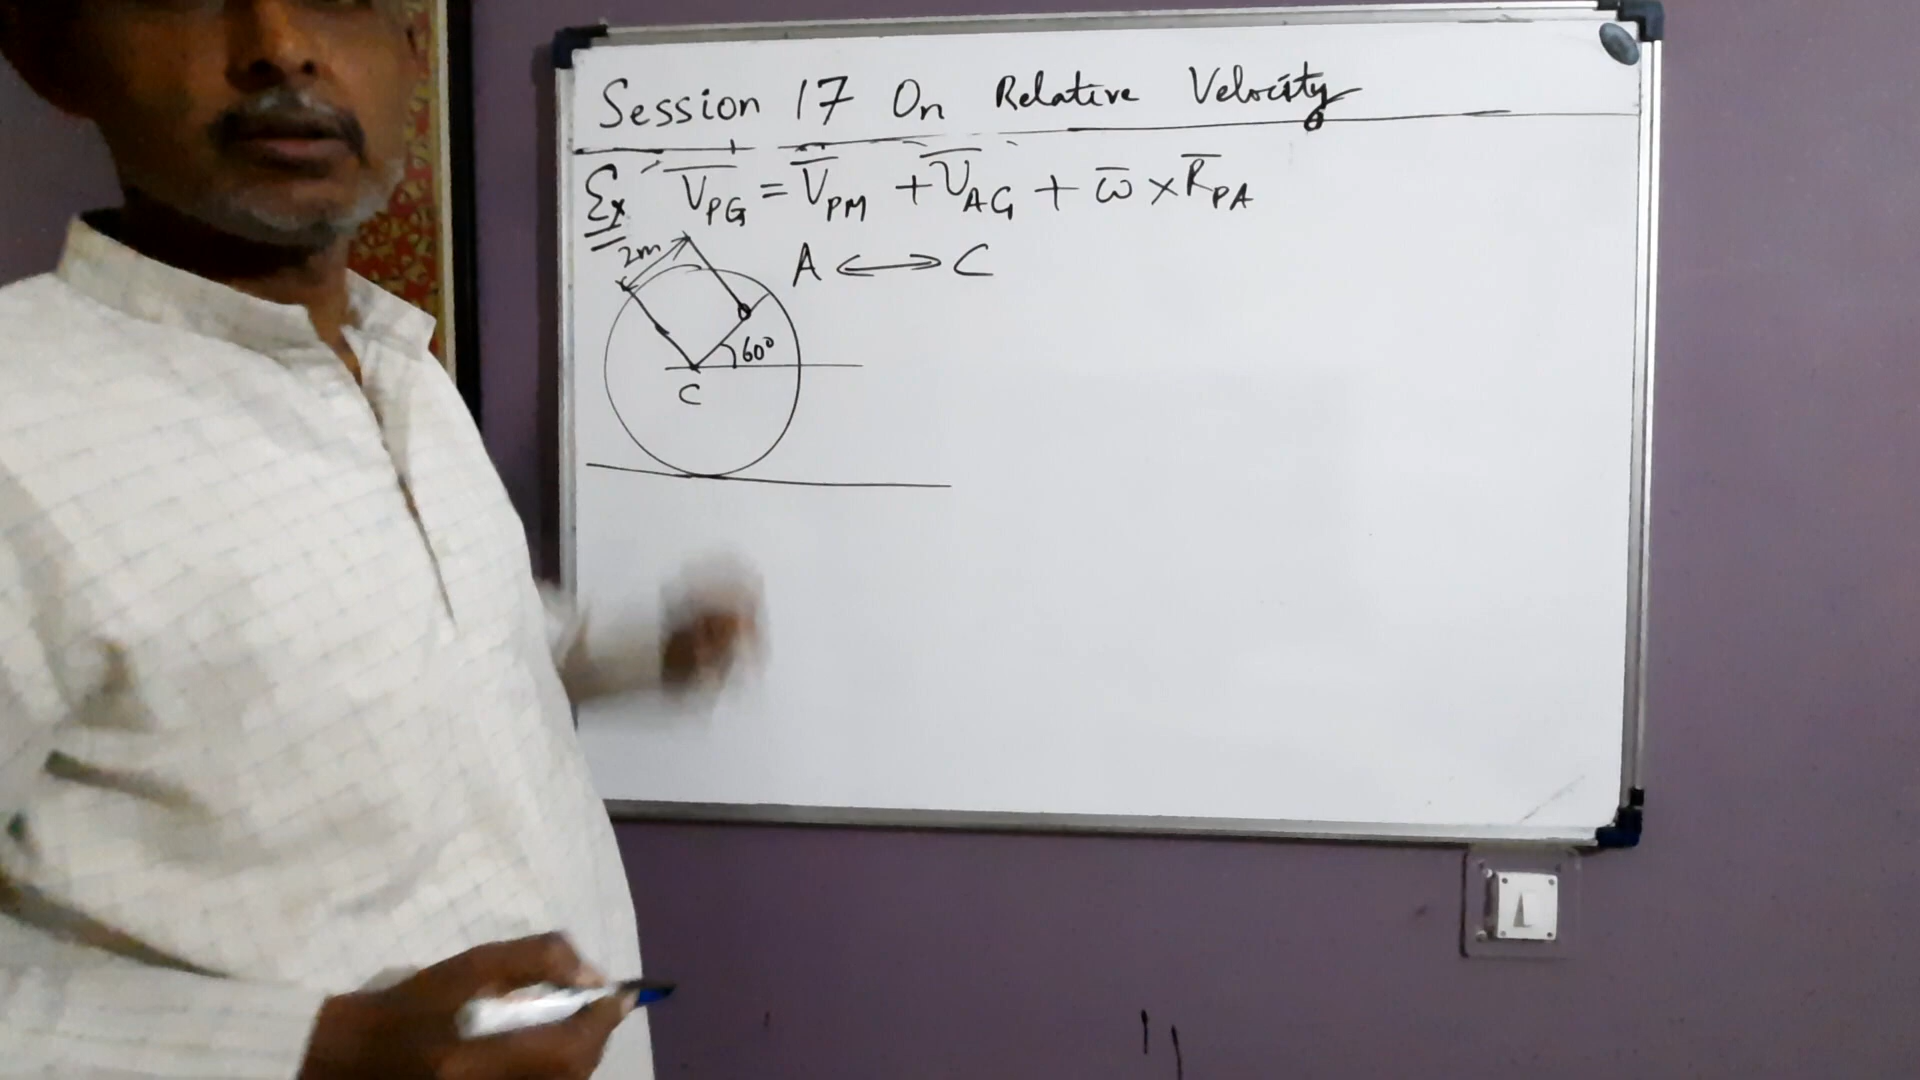 Session 17 On Relative Velocity
Ex V̅PG = V̅PM + V̅AG + ω̅ × R̅PA
2m A ⟷ C
60°
C